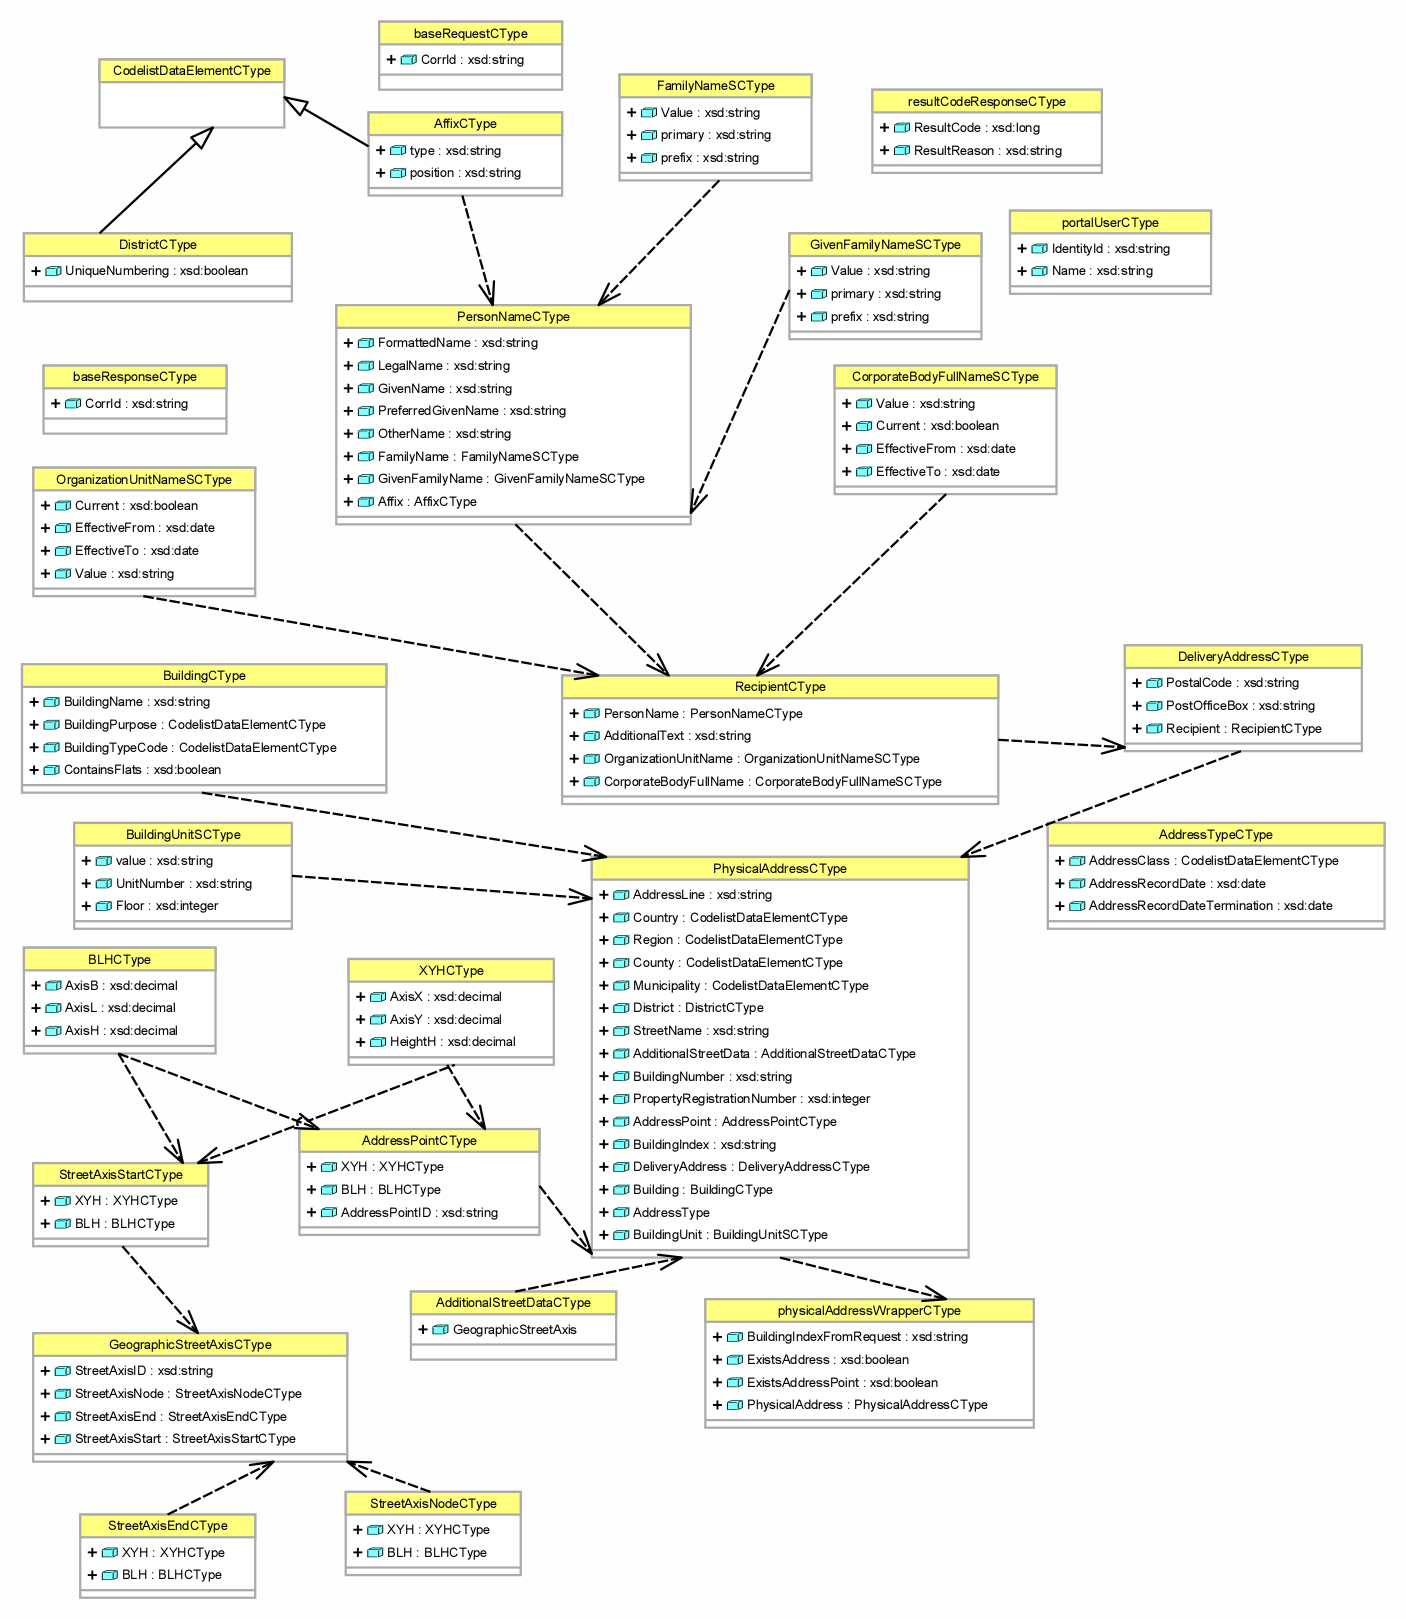 baseRequestCType
+ CorrId : xsd:string
CodelistDataElementCType
FamilyNameSCType
+ Value : xsd:string
+ primary : xsd:string
+ prefix : xsd:string
resultCodeResponseCType
+ ResultCode : xsd:long
+ ResultReason : xsd:string
AffixCType
+ type : xsd:string
+ position : xsd:string
portalUserCType
+ IdentityId : xsd:string
+ Name : xsd:string
DistrictCType
+ UniqueNumbering : xsd:boolean
GivenFamilyNameSCType
+ Value : xsd:string
+ primary : xsd:string
+ prefix : xsd:string
PersonNameCType
+ FormattedName : xsd:string
+ LegalName : xsd:string
+ GivenName : xsd:string
+ PreferredGivenName : xsd:string
+ OtherName : xsd:string
+ FamilyName : FamilyNameSCType
+ GivenFamilyName : GivenFamilyNameSCType
+ Affix : AffixCType
baseResponseCType
+ CorrId : xsd:string
CorporateBodyFullNameSCType
+ Value : xsd:string
+ Current : xsd:boolean
+ EffectiveFrom : xsd:date
+ EffectiveTo : xsd:date
OrganizationUnitNameSCType
+ Current : xsd:boolean
+ EffectiveFrom : xsd:date
+ EffectiveTo : xsd:date
+ Value : xsd:string
DeliveryAddressCType
+ PostalCode : xsd:string
+ PostOfficeBox : xsd:string
+ Recipient : RecipientCType
BuildingCType
+ BuildingName : xsd:string
+ BuildingPurpose : CodelistDataElementCType
+ BuildingTypeCode : CodelistDataElementCType
+ ContainsFlats : xsd:boolean
RecipientCType
+ PersonName : PersonNameCType
+ AdditionalText : xsd:string
+ OrganizationUnitName : OrganizationUnitNameSCType
+ CorporateBodyFullName : CorporateBodyFullNameSCType
BuildingUnitSCType
+ value : xsd:string
+ UnitNumber : xsd:string
+ Floor : xsd:integer
AddressTypeCType
+ AddressClass : CodelistDataElementCType
+ AddressRecordDate : xsd:date
+ AddressRecordDateTermination : xsd:date
PhysicalAddressCType
+ AddressLine : xsd:string
+ Country : CodelistDataElementCType
+ Region : CodelistDataElementCType
+ County : CodelistDataElementCType
+ Municipality : CodelistDataElementCType
+ District : DistrictCType
+ StreetName : xsd:string
+ AdditionalStreetData : AdditionalStreetDataCType
+ BuildingNumber : xsd:string
+ PropertyRegistrationNumber : xsd:integer
+ AddressPoint : AddressPointCType
+ BuildingIndex : xsd:string
+ DeliveryAddress : DeliveryAddressCType
+ Building : BuildingCType
+ AddressType
+ BuildingUnit : BuildingUnitSCType
BLHCType
+ AxisB : xsd:decimal
+ AxisL : xsd:decimal
+ AxisH : xsd:decimal
XYHCType
+ AxisX : xsd:decimal
+ AxisY : xsd:decimal
+ HeightH : xsd:decimal
AddressPointCType
+ XYH : XYHCType
+ BLH : BLHCType
+ AddressPointID : xsd:string
StreetAxisStartCType
+ XYH : XYHCType
+ BLH : BLHCType
AdditionalStreetDataCType
+ GeographicStreetAxis
physicalAddressWrapperCType
+ BuildingIndexFromRequest : xsd:string
+ ExistsAddress : xsd:boolean
+ ExistsAddressPoint : xsd:boolean
+ PhysicalAddress : PhysicalAddressCType
GeographicStreetAxisCType
+ StreetAxisID : xsd:string
+ StreetAxisNode : StreetAxisNodeCType
+ StreetAxisEnd : StreetAxisEndCType
+ StreetAxisStart : StreetAxisStartCType
StreetAxisNodeCType
+ XYH : XYHCType
+ BLH : BLHCType
StreetAxisEndCType
+ XYH : XYHCType
+ BLH : BLHCType